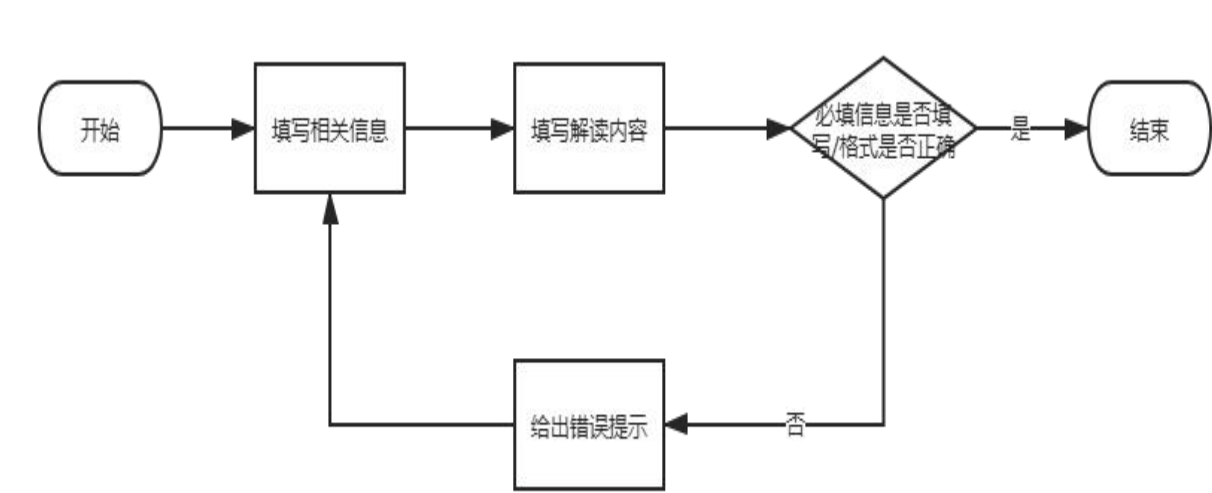 开始
填写相关信息
填写解读内容
必填信息是否填
写/格式是否正确
是
结束
给出错误提示
否